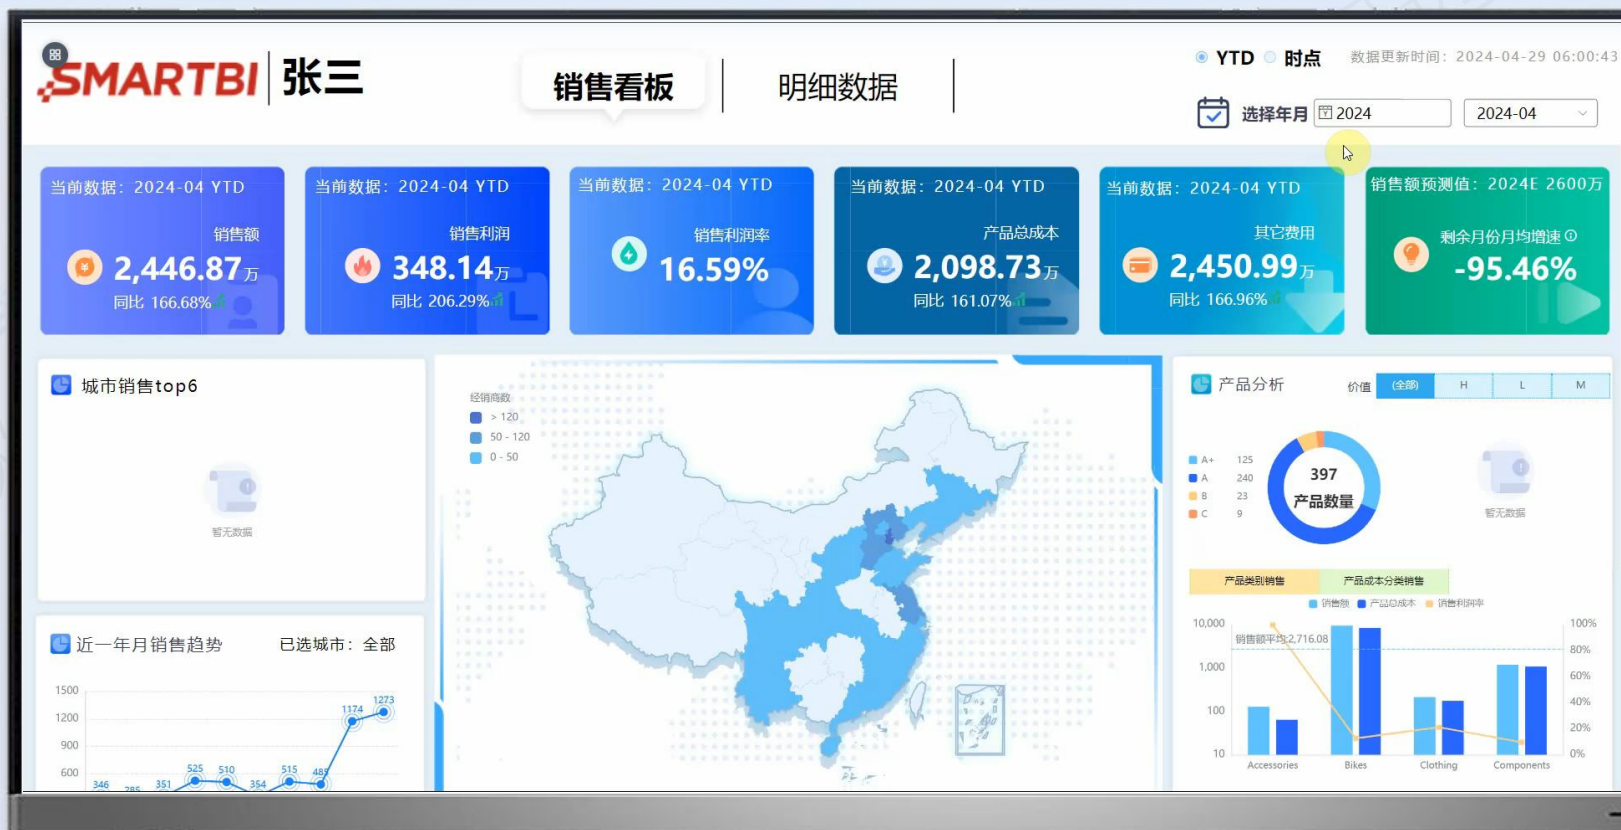 SMARTBI 张三
销售看板
明细数据
YTD 时点 数据更新时间：2024-04-29 06:00:43
选择年月 2024 2024-04
当前数据：2024-04 YTD
销售额
2,446.87万
同比 166.68%
当前数据：2024-04 YTD
销售利润
348.14万
同比 206.29%
当前数据：2024-04 YTD
销售利润率
16.59%
当前数据：2024-04 YTD
产品总成本
2,098.73万
同比 161.07%
当前数据：2024-04 YTD
其它费用
2,450.99万
同比 166.96%
销售额预测值：2024E 2600万
剩余月份月均增速
-95.46%
城市销售top6
暂无数据
近一年月销售趋势 已选城市：全部
1500
1200
900
600
346
285
351
525
510
354
515
485
1174
1273
经销商数
> 120
50 - 120
0 - 50
产品分析 价值 (全部) H L M
A+ 125
A 240
B 23
C 9
397
产品数量
暂无数据
产品类别销售 产品成本分类销售
销售额 产品总成本 销售利润率
销售额平均:2,716.08
10,000
1,000
100
10
100%
80%
60%
40%
20%
0%
Accessories Bikes Clothing Components